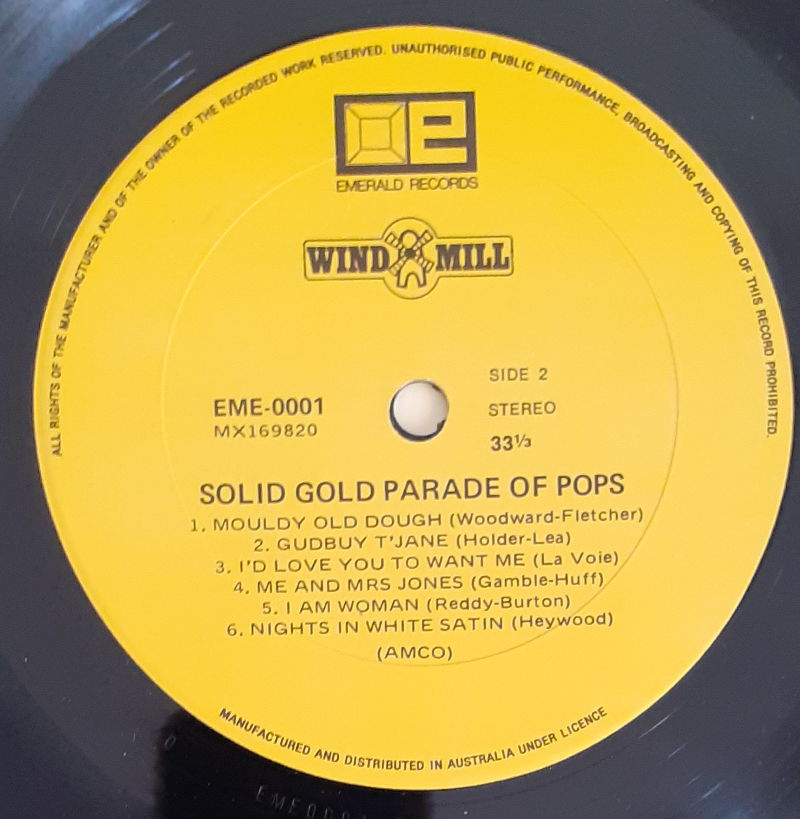 ALL RIGHTS OF THE MANUFACTURER AND OF THE OWNER OF THE RECORDED WORK RESERVED. UNAUTHORISED PUBLIC PERFORMANCE, BROADCASTING AND COPYING OF THIS RECORD PROHIBITED.
EMERALD RECORDS
WIND MILL
SIDE 2
EME-0001
STEREO
MX169820
33⅓
SOLID GOLD PARADE OF POPS
1. MOULDY OLD DOUGH (Woodward-Fletcher)
2. GUDBUY T'JANE (Holder-Lea)
3. I'D LOVE YOU TO WANT ME (La Voie)
4. ME AND MRS JONES (Gamble-Huff)
5. I AM WOMAN (Reddy-Burton)
6. NIGHTS IN WHITE SATIN (Heywood)
(AMCO)
MANUFACTURED AND DISTRIBUTED IN AUSTRALIA UNDER LICENCE